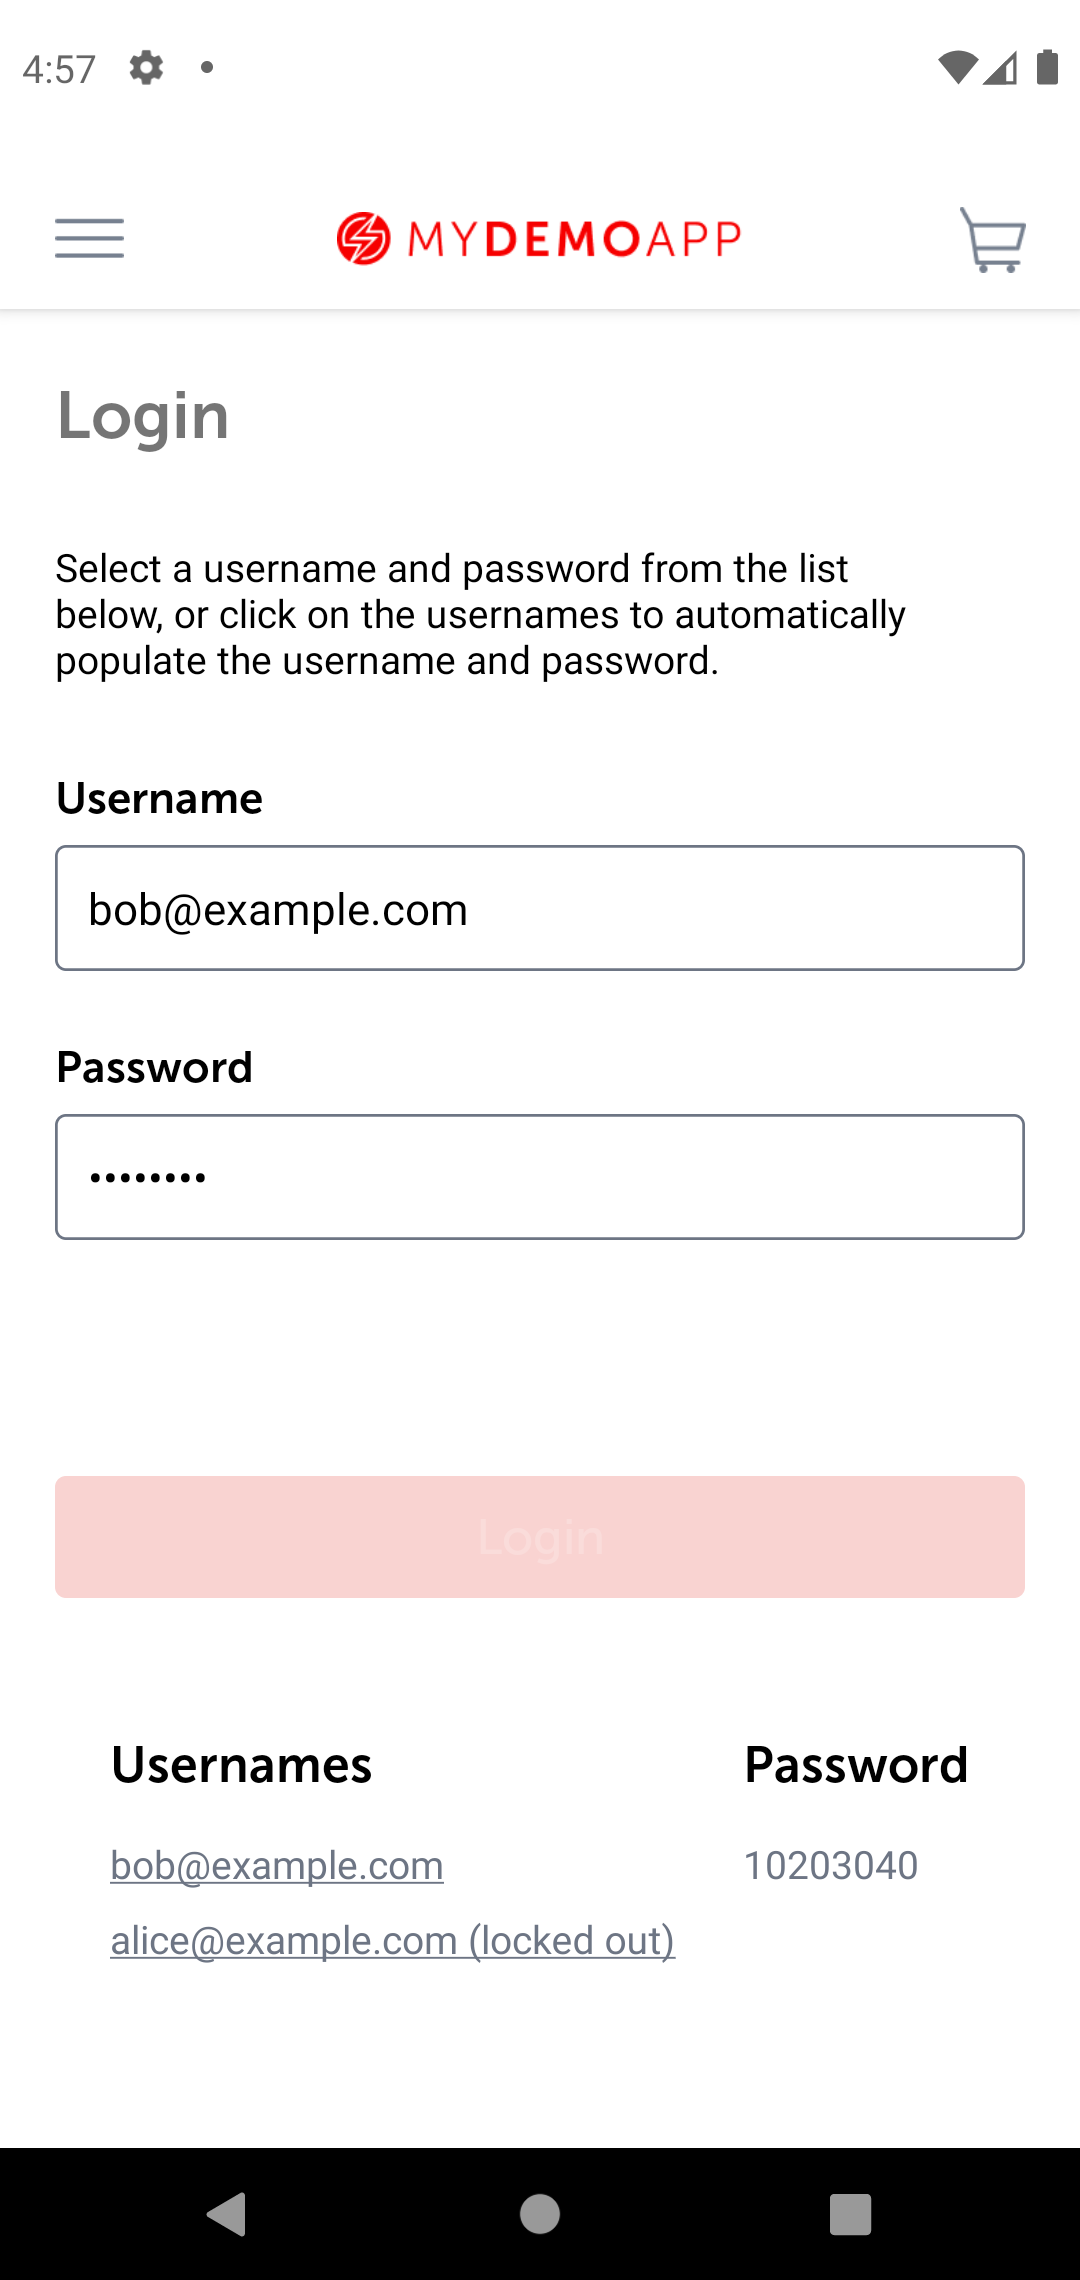 4:57
MYDEMOAPP
Login
Select a username and password from the list
below, or click on the usernames to automatically
populate the username and password.
Username
bob@example.com
Password
••••••••
Login
Usernames
Password
bob@example.com
10203040
alice@example.com (locked out)